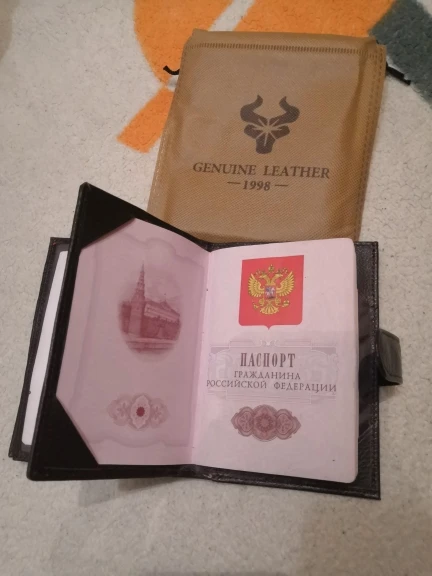 GENUINE LEATHER
—1998—
ПАСПОРТ
ГРАЖДАНИНА
РОССИЙСКОЙ ФЕДЕРАЦИИ